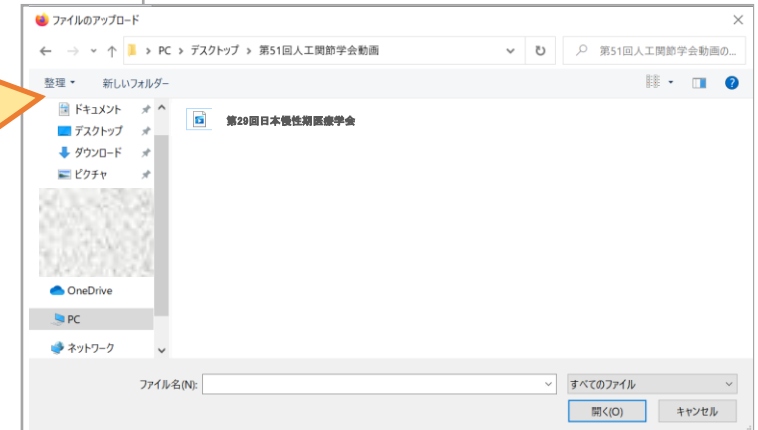 ファイルのアップロード
PC > デスクトップ > 第51回人工関節学会動画
第51回人工関節学会動画の...
整理 新しいフォルダー
ドキュメント
デスクトップ
ダウンロード
ピクチャ
OneDrive
PC
ネットワーク
第29回日本慢性期医療学会
ファイル名(N):
すべてのファイル
開く(O) キャンセル